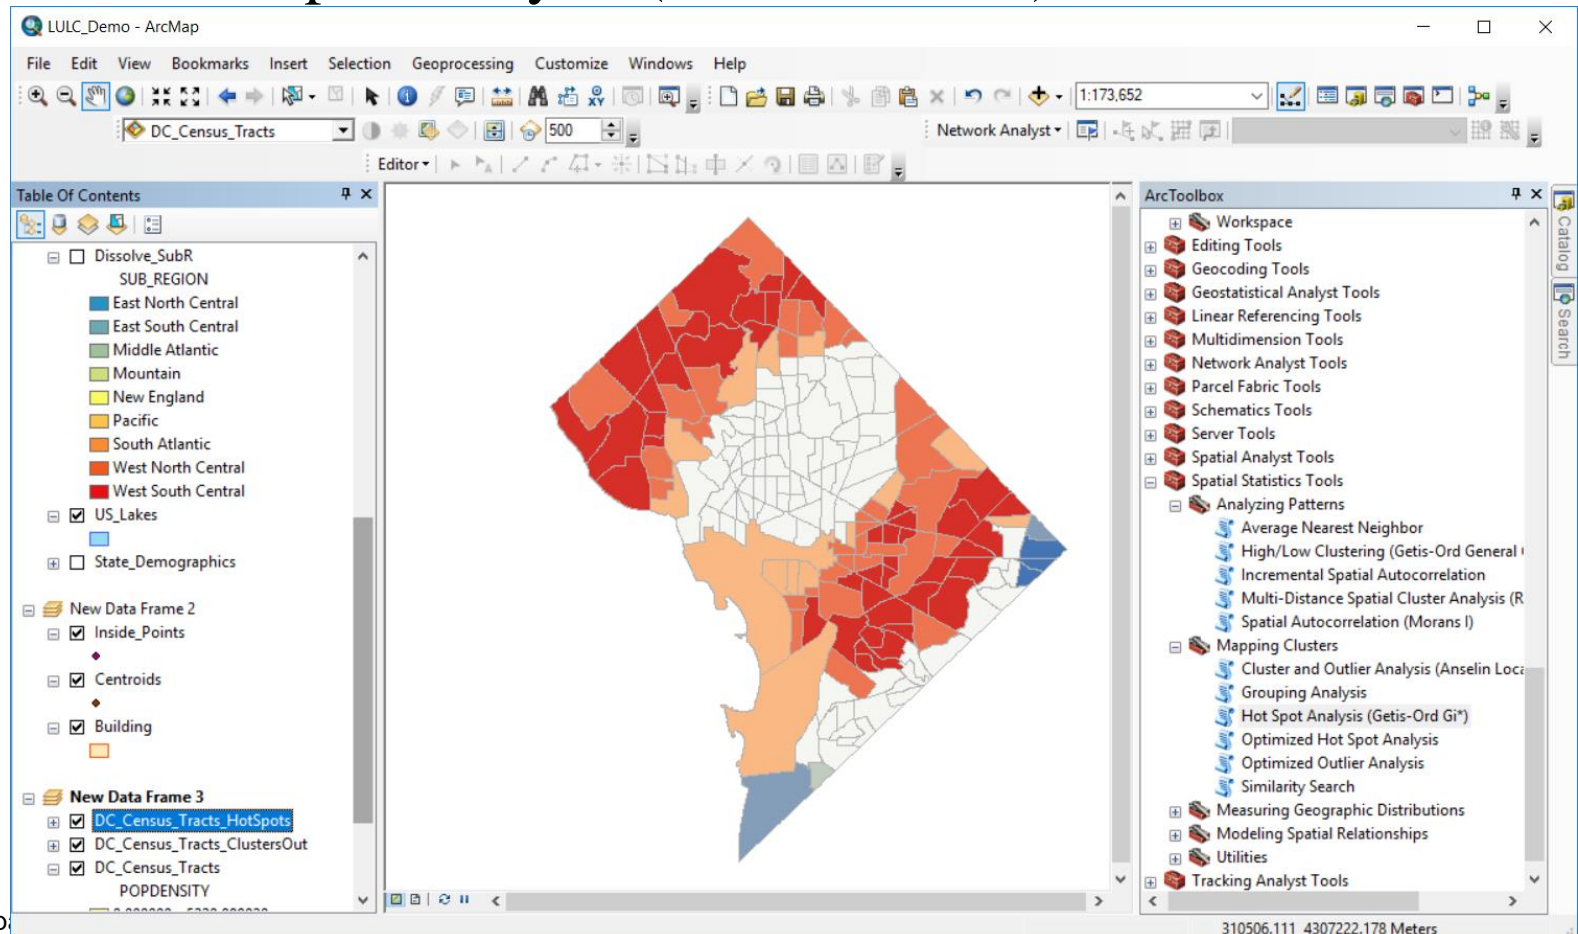 LULC_Demo - ArcMap
File Edit View Bookmarks Insert Selection Geoprocessing Customize Windows Help
1:173,652
DC_Census_Tracts
500
Network Analyst
Editor
Table Of Contents
Dissolve_SubR
SUB_REGION
East North Central
East South Central
Middle Atlantic
Mountain
New England
Pacific
South Atlantic
West North Central
West South Central
US_Lakes
State_Demographics
New Data Frame 2
Inside_Points
Centroids
Building
New Data Frame 3
DC_Census_Tracts_HotSpots
DC_Census_Tracts_ClustersOut
DC_Census_Tracts
POPDENSITY
ArcToolbox
Workspace
Editing Tools
Geocoding Tools
Geostatistical Analyst Tools
Linear Referencing Tools
Multidimension Tools
Network Analyst Tools
Parcel Fabric Tools
Schematics Tools
Server Tools
Spatial Analyst Tools
Spatial Statistics Tools
Analyzing Patterns
Average Nearest Neighbor
High/Low Clustering (Getis-Ord General
Incremental Spatial Autocorrelation
Multi-Distance Spatial Cluster Analysis (R
Spatial Autocorrelation (Morans I)
Mapping Clusters
Cluster and Outlier Analysis (Anselin Loca
Grouping Analysis
Hot Spot Analysis (Getis-Ord Gi*)
Optimized Hot Spot Analysis
Optimized Outlier Analysis
Similarity Search
Measuring Geographic Distributions
Modeling Spatial Relationships
Utilities
Tracking Analyst Tools
Catalog
Search
310506.111 4307222.178 Meters